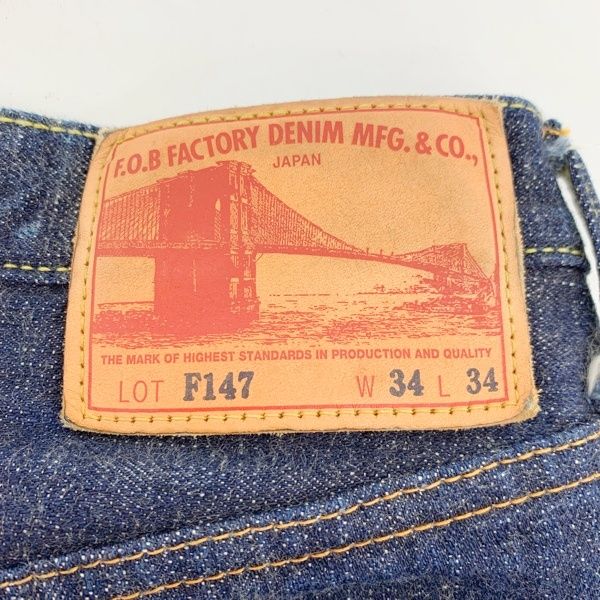 F.O.B FACTORY DENIM MFG. & CO.,
JAPAN
THE MARK OF HIGHEST STANDARDS IN PRODUCTION AND QUALITY
LOT F147 W 34 L 34